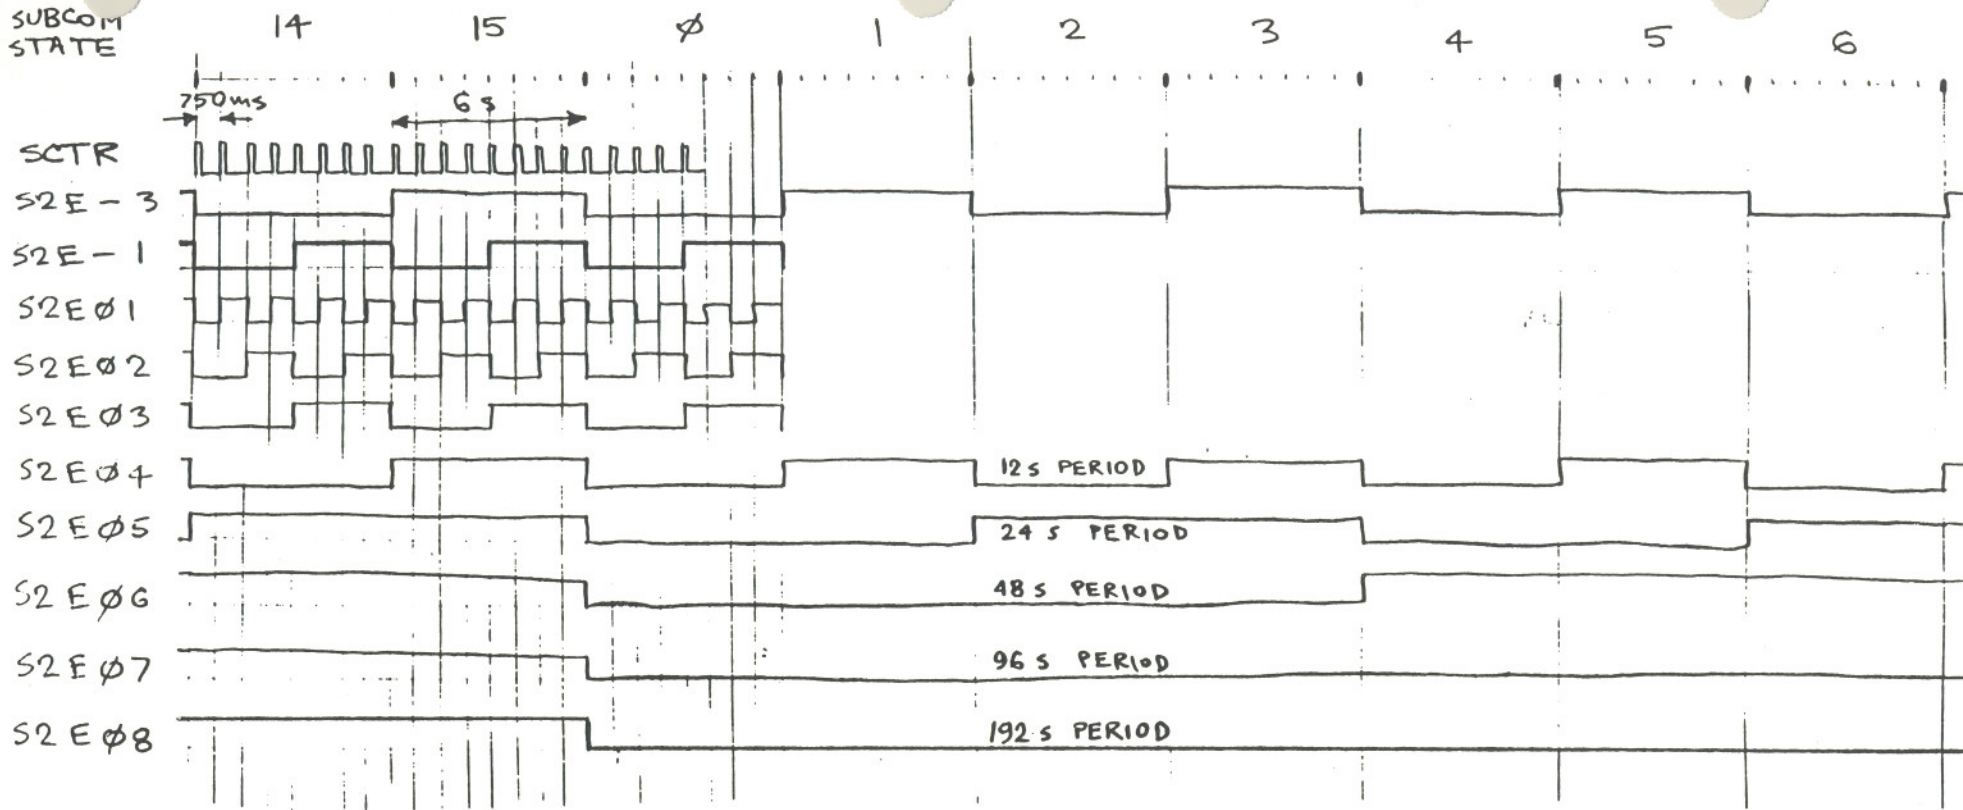 SUBCOM
STATE
14 15 Ø 1 2 3 4 5 6
750ms
6 s
SCTR
S2E-3
S2E-1
S2EØ1
S2EØ2
S2EØ3
S2EØ4 12 s PERIOD
S2EØ5 24 s PERIOD
S2EØ6 48 s PERIOD
S2EØ7 96 s PERIOD
S2EØ8 192 s PERIOD